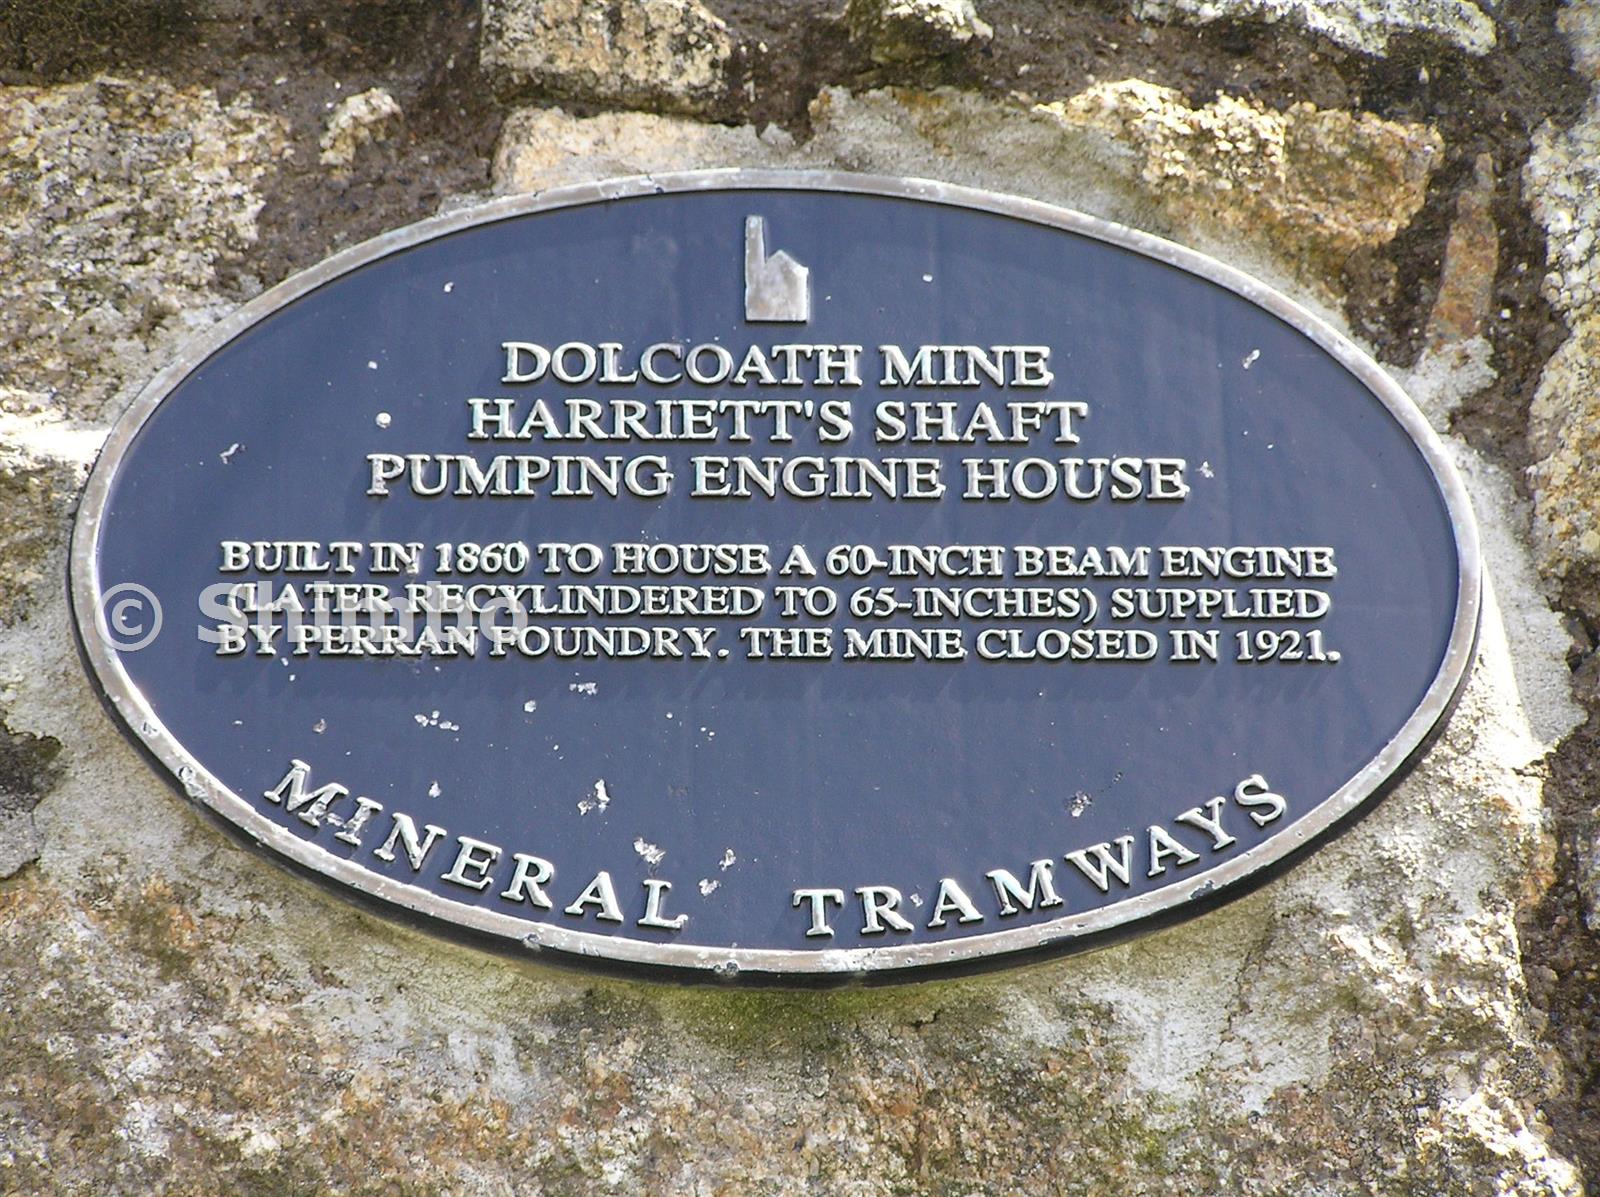 DOLCOATH MINE
HARRIETT'S SHAFT
PUMPING ENGINE HOUSE
BUILT IN 1860 TO HOUSE A 60-INCH BEAM ENGINE
(LATER RECYLINDERED TO 65-INCHES) SUPPLIED
BY PERRAN FOUNDRY. THE MINE CLOSED IN 1921.
MINERAL TRAMWAYS
© Shimbo